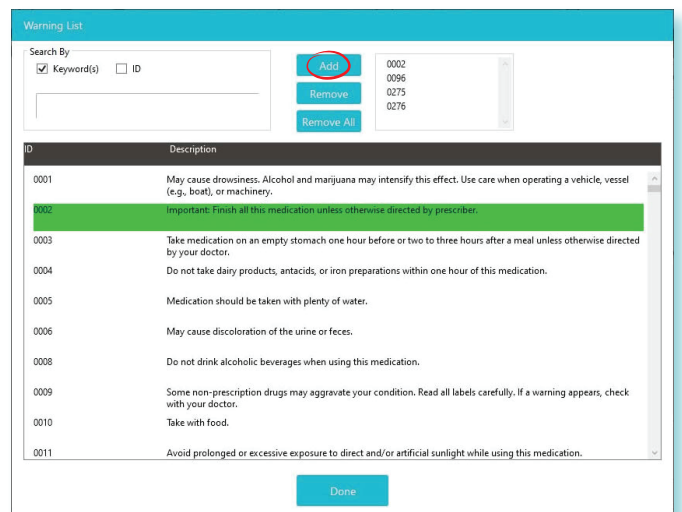 Warning List
Search By
Keyword(s) ID
Add
Remove
Remove All
0002
0096
0275
0276
ID Description
0001 May cause drowsiness. Alcohol and marijuana may intensify this effect. Use care when operating a vehicle, vessel
(e.g., boat), or machinery.
0002 Important: Finish all this medication unless otherwise directed by prescriber.
0003 Take medication on an empty stomach one hour before or two to three hours after a meal unless otherwise directed
by your doctor.
0004 Do not take dairy products, antacids, or iron preparations within one hour of this medication.
0005 Medication should be taken with plenty of water.
0006 May cause discoloration of the urine or feces.
0008 Do not drink alcoholic beverages when using this medication.
0009 Some non-prescription drugs may aggravate your condition. Read all labels carefully. If a warning appears, check
with your doctor.
0010 Take with food.
0011 Avoid prolonged or excessive exposure to direct and/or artificial sunlight while using this medication.
Done